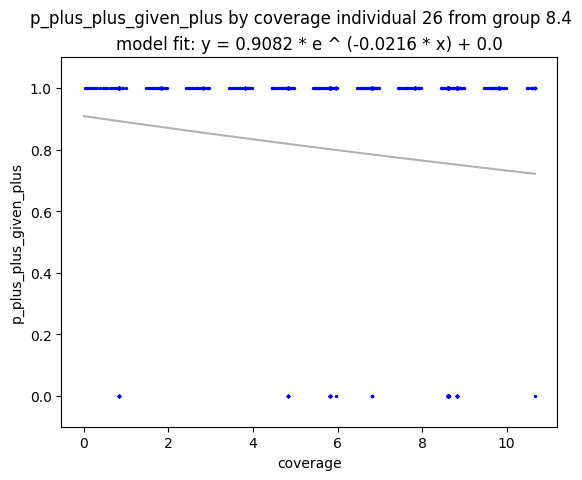 p_plus_plus_given_plus by coverage individual 26 from group 8.4
model fit: y = 0.9082 * e ^ (-0.0216 * x) + 0.0
1.0
0.8
0.6
0.4
0.2
0.0
p_plus_plus_given_plus
0 2 4 6 8 10
coverage